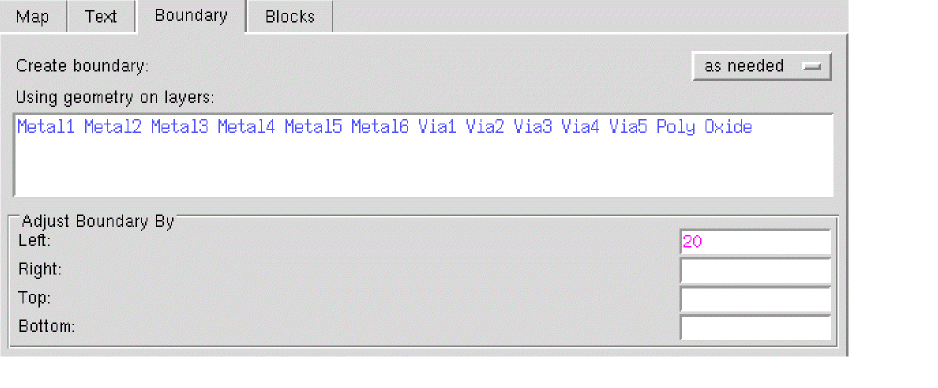 Map Text Boundary Blocks
Create boundary: as needed
Using geometry on layers:
Metal1 Metal2 Metal3 Metal4 Metal5 Metal6 Via1 Via2 Via3 Via4 Via5 Poly Oxide
Adjust Boundary By
Left: 20
Right:
Top:
Bottom: